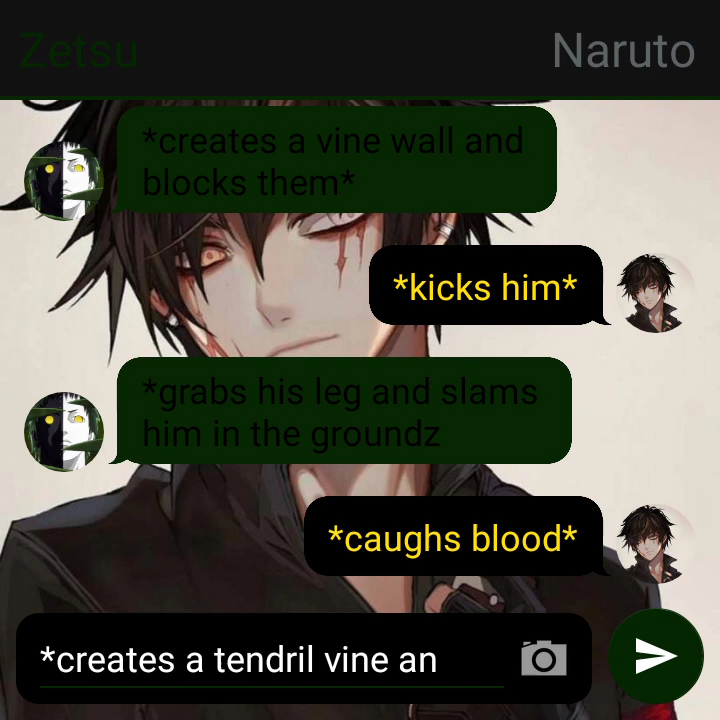 Zetsu
Naruto
*creates a vine wall and
blocks them*
*kicks him*
*grabs his leg and slams
him in the groundz
*caughs blood*
*creates a tendril vine an